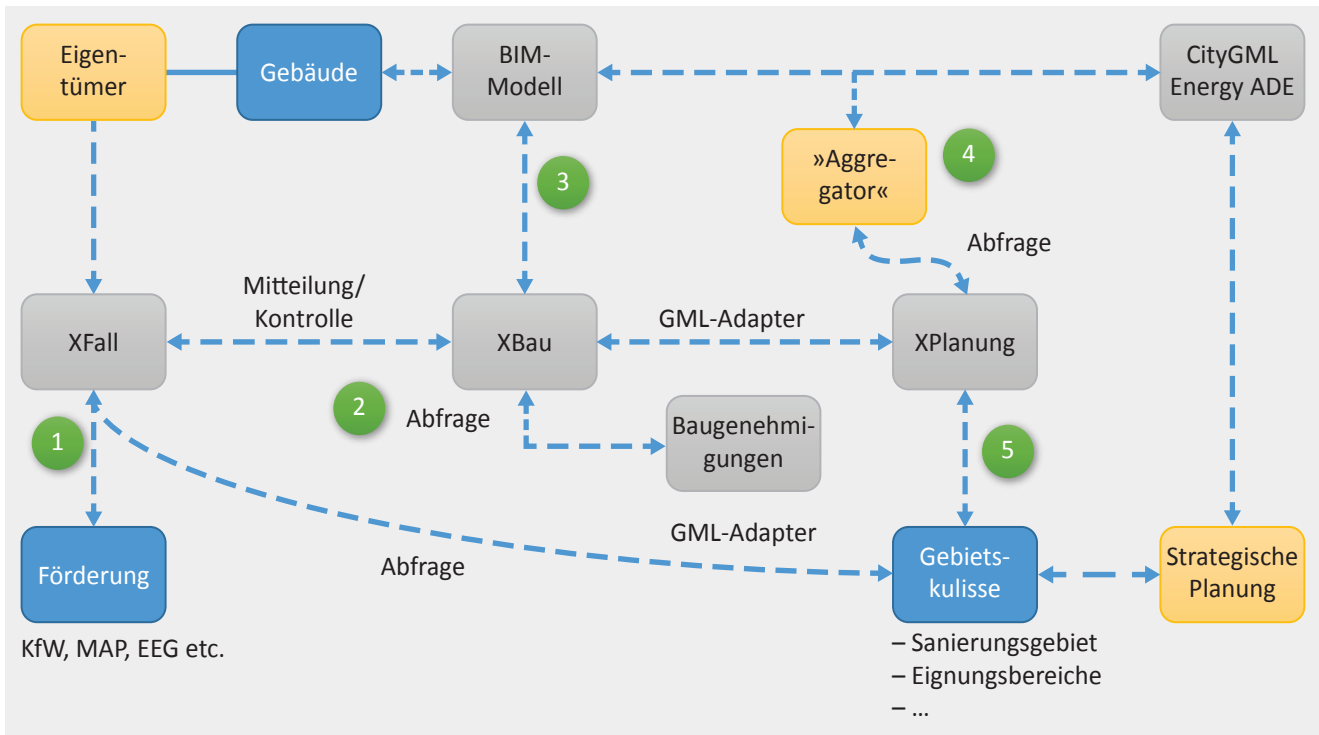 Eigen-
tümer
Gebäude
BIM-
Modell
CityGML
Energy ADE
»Aggre-
gator«
4
3
Abfrage
Mitteilung/
Kontrolle
GML-Adapter
XFall
XBau
XPlanung
2
Abfrage
1
Baugenehmi-
gungen
5
GML-Adapter
Abfrage
Förderung
Gebiets-
kulisse
Strategische
Planung
KfW, MAP, EEG etc.
– Sanierungsgebiet
– Eignungsbereiche
– ...